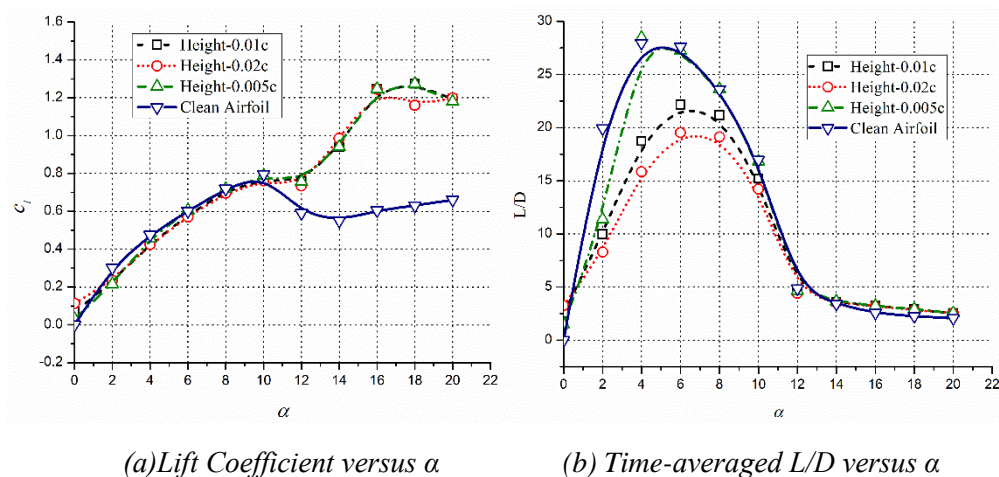 1.6
1.4
1.2
1.0
0.8
0.6
0.4
0.2
0.0
-0.2
c_l
Height-0.01c
Height-0.02c
Height-0.005c
Clean Airfoil
0 2 4 6 8 10 12 14 16 18 20 22
α
30
25
20
15
10
5
0
L/D
Height-0.01c
Height-0.02c
Height-0.005c
Clean Airfoil
0 2 4 6 8 10 12 14 16 18 20 22
α
(a)Lift Coefficient versus α
(b) Time-averaged L/D versus α